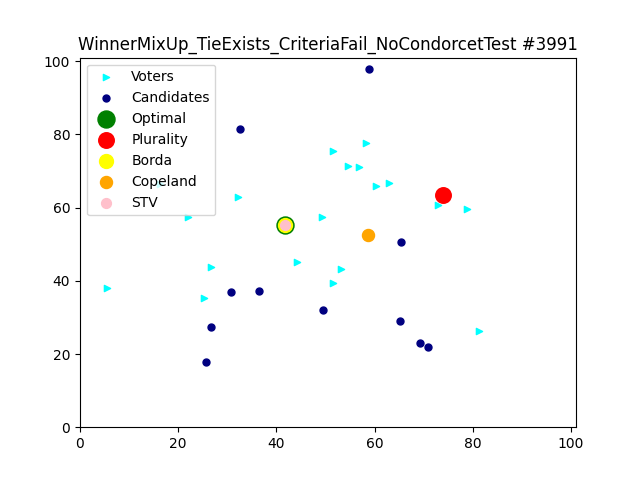 WinnerMixUp_TieExists_CriteriaFail_NoCondorcetTest #3991
100
80
60
40
20
0
Voters
Candidates
Optimal
Plurality
Borda
Copeland
STV
0 20 40 60 80 100